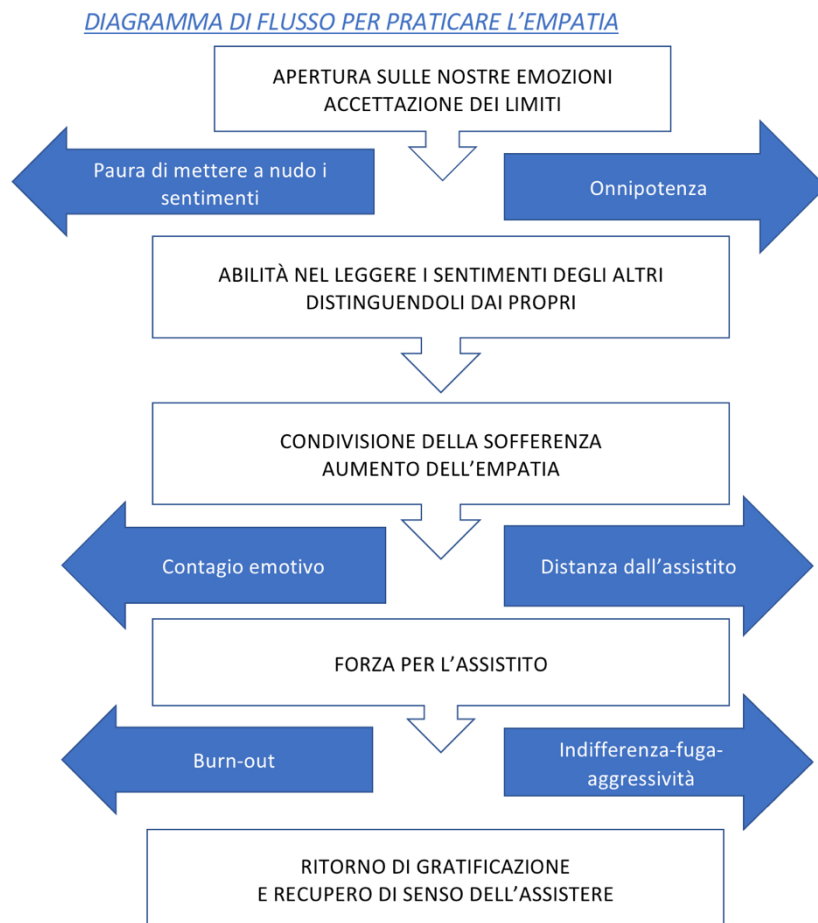 DIAGRAMMA DI FLUSSO PER PRATICARE L’EMPATIA
APERTURA SULLE NOSTRE EMOZIONI
ACCETTAZIONE DEI LIMITI
Paura di mettere a nudo i
sentimenti
Onnipotenza
ABILITÀ NEL LEGGERE I SENTIMENTI DEGLI ALTRI
DISTINGUENDOLI DAI PROPRI
CONDIVISIONE DELLA SOFFERENZA
AUMENTO DELL’EMPATIA
Contagio emotivo
Distanza dall’assistito
FORZA PER L’ASSISTITO
Burn-out
Indifferenza-fuga-
aggressività
RITORNO DI GRATIFICAZIONE
E RECUPERO DI SENSO DELL’ASSISTERE